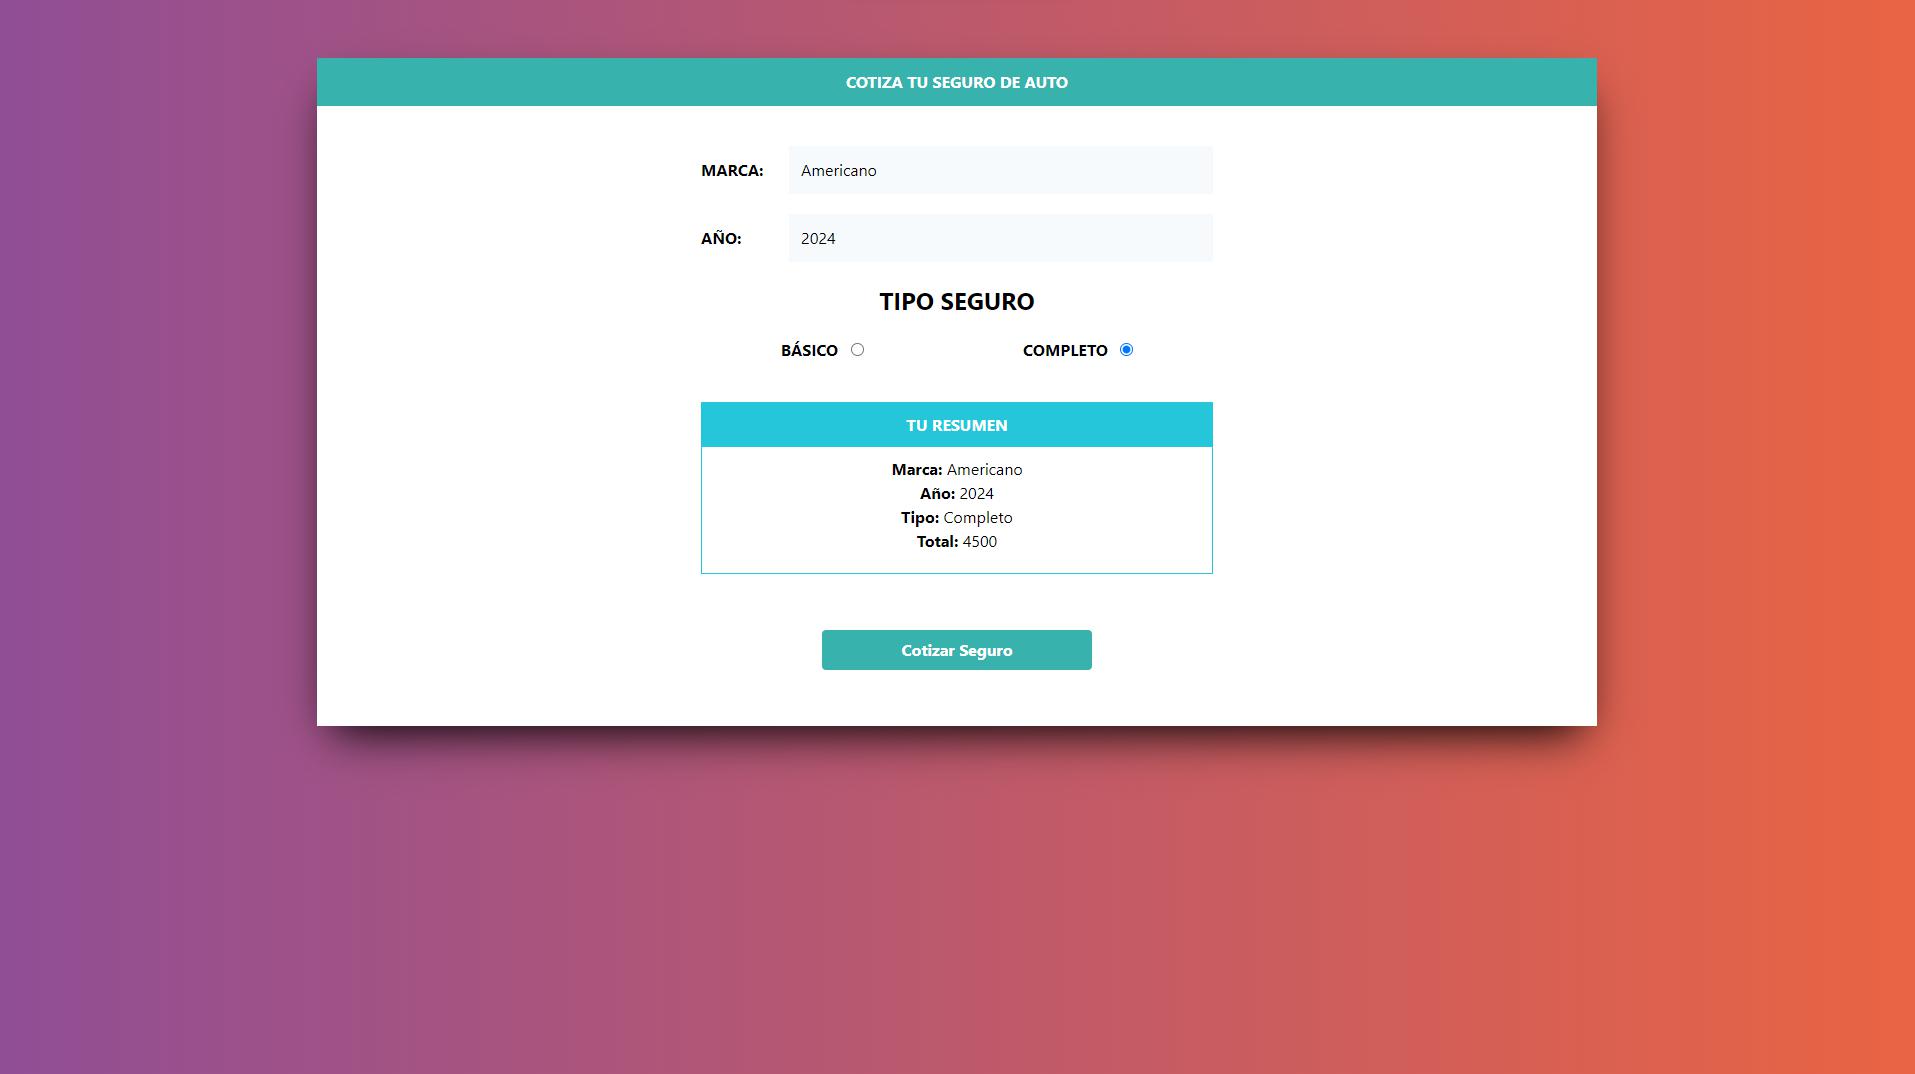 COTIZA TU SEGURO DE AUTO
MARCA: Americano
AÑO: 2024
TIPO SEGURO
BÁSICO COMPLETO
TU RESUMEN
Marca: Americano
Año: 2024
Tipo: Completo
Total: 4500
Cotizar Seguro